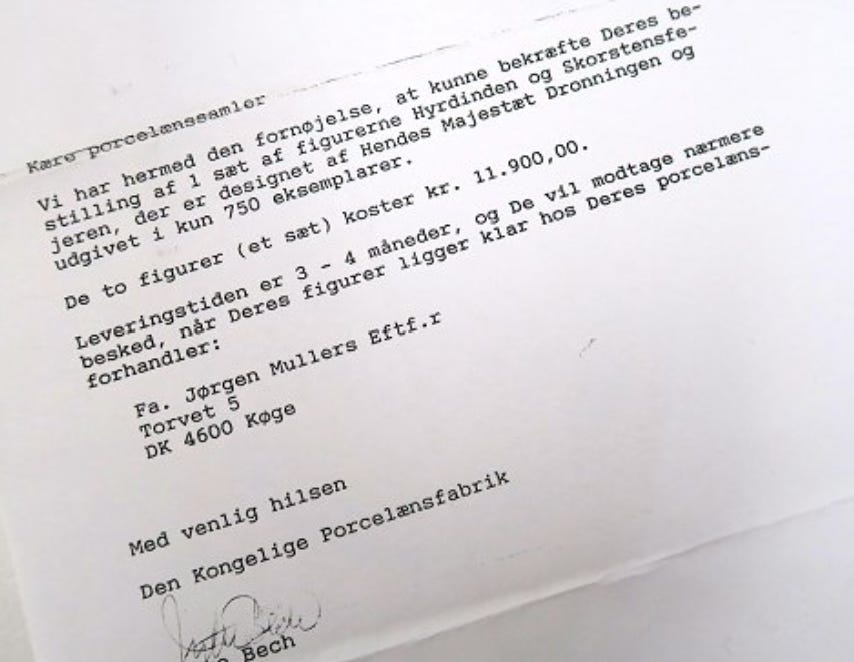 Kære porcelænssamler
Vi har hermed den fornøjelse, at kunne bekræfte Deres be-
stilling af 1 sæt af figurerne Hyrdinden og Skorstensfe-
jeren, der er designet af Hendes Majestæt Dronningen og
udgivet i kun 750 eksemplarer.
De to figurer (et sæt) koster kr. 11.900,00.
Leveringstiden er 3 - 4 måneder, og De vil modtage nærmere
besked, når Deres figurer ligger klar hos Deres porcelæns-
forhandler:
Fa. Jørgen Mullers Eftf.r
Torvet 5
DK 4600 Køge
Med venlig hilsen
Den Kongelige Porcelænsfabrik
Bech